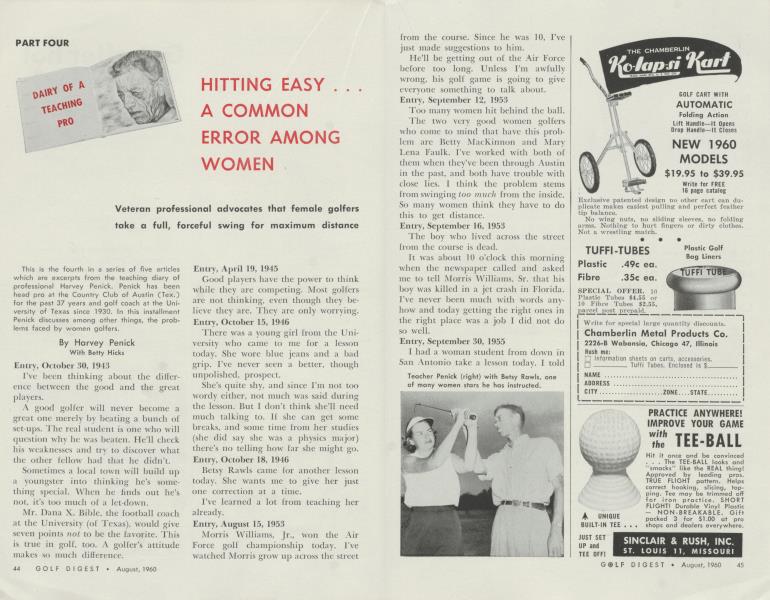 PART FOUR
DAIRY OF A
TEACHING
PRO
HITTING EASY . . .
A COMMON
ERROR AMONG
WOMEN
Veteran professional advocates that female golfers
take a full, forceful swing for maximum distance
This is the fourth in a series of five articles
which are excerpts from the teaching diary of
professional Harvey Penick. Penick has been
head pro at the Country Club of Austin (Tex.)
for the past 37 years and golf coach at the Uni-
versity of Texas since 1930. In this installment
Penick discusses among other things, the prob-
lems faced by women golfers.
By Harvey Penick
With Betty Hicks
Entry, October 30, 1943
I've been thinking about the differ-
ence between the good and the great
players.
A good golfer will never become a
great one merely by beating a bunch of
set-ups. The real student is one who will
question why he was beaten. He'll check
his weaknesses and try to discover what
the other fellow had that he didn't.
Sometimes a local town will build up
a youngster into thinking he's some-
thing special. When he finds out he's
not, it's too much of a let-down.
Mr. Dana X. Bible, the football coach
at the University (of Texas), would give
seven points not to be the favorite. This
is true in golf, too. A golfer's attitude
makes so much difference.
44 GOLF DIGEST • August, 1960
Entry, April 19, 1945
Good players have the power to think
while they are competing. Most golfers
are not thinking, even though they be-
lieve they are. They are only worrying.
Entry, October 15, 1946
There was a young girl from the Uni-
versity who came to me for a lesson
today. She wore blue jeans and a bad
grip. I've never seen a better, though
unpolished, prospect.
She's quite shy, and since I'm not too
wordy either, not much was said during
the lesson. But I don't think she'll need
much talking to. If she can get some
breaks, and some time from her studies
(she did say she was a physics major)
there's no telling how far she might go.
Entry, October 18, 1946
Betsy Rawls came for another lesson
today. She wants me to give her just
one correction at a time.
I've learned a lot from teaching her
already.
Entry, August 15, 1953
Morris Williams, Jr., won the Air
Force golf championship today. I've
watched Morris grow up across the street
from the course. Since he was 10, I've
just made suggestions to him.
He'll be getting out of the Air Force
before too long. Unless I'm awfully
wrong, his golf game is going to give
everyone something to talk about.
Entry, September 12, 1953
Too many women hit behind the ball.
The two very good women golfers
who come to mind that have this prob-
lem are Betty MacKinnon and Mary
Lena Faulk. I've worked with both of
them when they've been through Austin
in the past, and both have trouble with
close lies. I think the problem stems
from swinging too much from the inside.
So many women think they have to do
this to get distance.
Entry, September 16, 1953
The boy who lived across the street
from the course is dead.
It was about 10 o'clock this morning
when the newspaper called and asked
me to tell Morris Williams, Sr. that his
boy was killed in a jet crash in Florida.
I've never been much with words any-
how and today getting the right ones in
the right place was a job I did not do
so well.
Entry, September 30, 1955
I had a woman student from down in
San Antonio take a lesson today. I told
Teacher Penick (right) with Betsy Rawls, one
of many women stars he has instructed.
THE CHAMBERLIN
Ko-lap-si Kart
GOLF CART WITH
AUTOMATIC
Folding Action
Lift Handle—It Opens
Drop Handle—It Closes
NEW 1960
MODELS
$19.95 to $39.95
Write for FREE
16 page catalog
Exclusive patented design no other cart can du-
plicate makes easiest pulling and perfect feather
tip balance.
No wing nuts, no sliding sleeves, no folding
arms. Nothing to hurt fingers or dirty clothes.
Not a wrestling match.
TUFFI-TUBES
Plastic .49c ea.
Fibre .35c ea.
SPECIAL OFFER. 10
Plastic Tubes $4.55 or
10 Fibre Tubes $2.55,
parcel post prepaid.
Plastic Golf
Bag Liners
TUFFI TUBE
Write for special large quantity discounts.
Chamberlin Metal Products Co.
2226-B Wabansia, Chicago 47, Illinois
Rush me:
Information sheets on carts, accessories.
Tuffi Tubes. Enclosed is $
NAME
ADDRESS
CITY ZONE STATE
PRACTICE ANYWHERE!
IMPROVE YOUR GAME
with
the TEE-BALL
Hit it once and be convinced
. . . The TEE-BALL looks and
"smacks" like the REAL thing!
Approved by leading pros.
TRUE FLIGHT pattern. Helps
correct hooking, slicing, top-
ping. Tee may be trimmed off
for iron practice. SHORT
FLIGHT! Durable Vinyl Plastic
— NON-BREAKABLE. Gift
packed 3 for $1.00 at pro
shops and dealers everywhere.
UNIQUE
BUILT-IN TEE . . .
JUST SET
UP and
TEE OFF!
SINCLAIR & RUSH, INC.
ST. LOUIS 11, MISSOURI
GOLF DIGEST • August, 1960 45